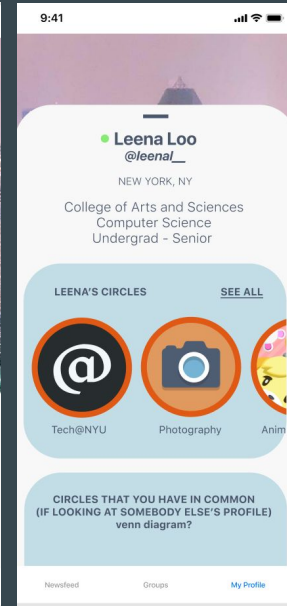 9:41
Leena Loo
@leenal__
NEW YORK, NY
College of Arts and Sciences
Computer Science
Undergrad - Senior
LEENA'S CIRCLES
SEE ALL
@
Tech@NYU
Photography
Anim
CIRCLES THAT YOU HAVE IN COMMON
(IF LOOKING AT SOMEBODY ELSE'S PROFILE)
venn diagram?
Newsfeed
Groups
My Profile